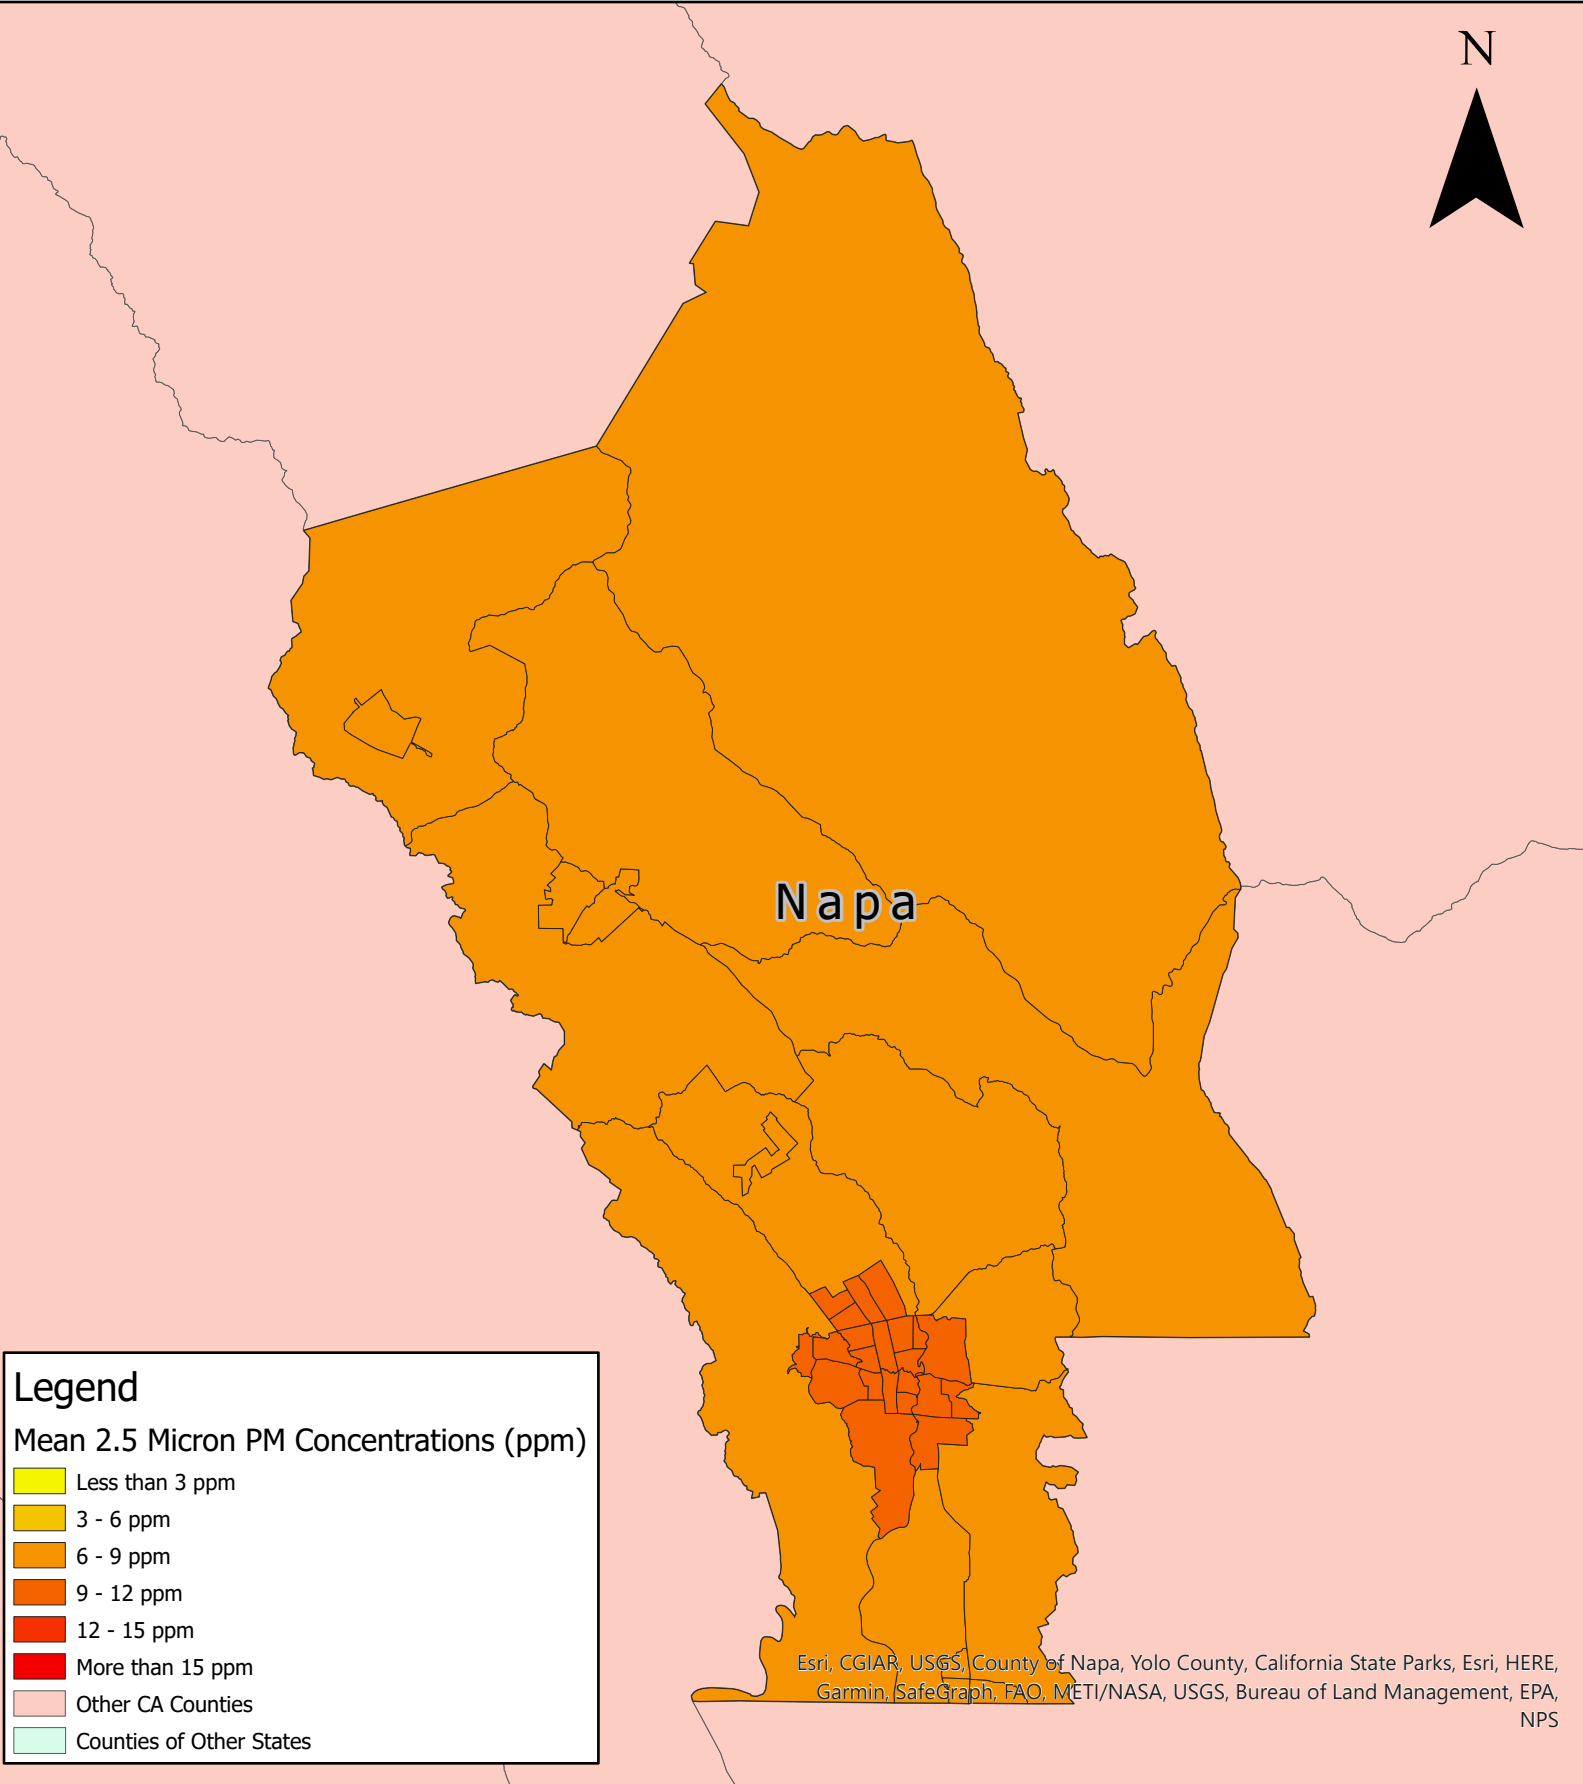 N
Napa
Legend
Mean 2.5 Micron PM Concentrations (ppm)
Less than 3 ppm
3 - 6 ppm
6 - 9 ppm
9 - 12 ppm
12 - 15 ppm
More than 15 ppm
Other CA Counties
Counties of Other States
Esri, CGIAR, USGS, County of Napa, Yolo County, California State Parks, Esri, HERE,
Garmin, SafeGraph, FAO, METI/NASA, USGS, Bureau of Land Management, EPA,
NPS